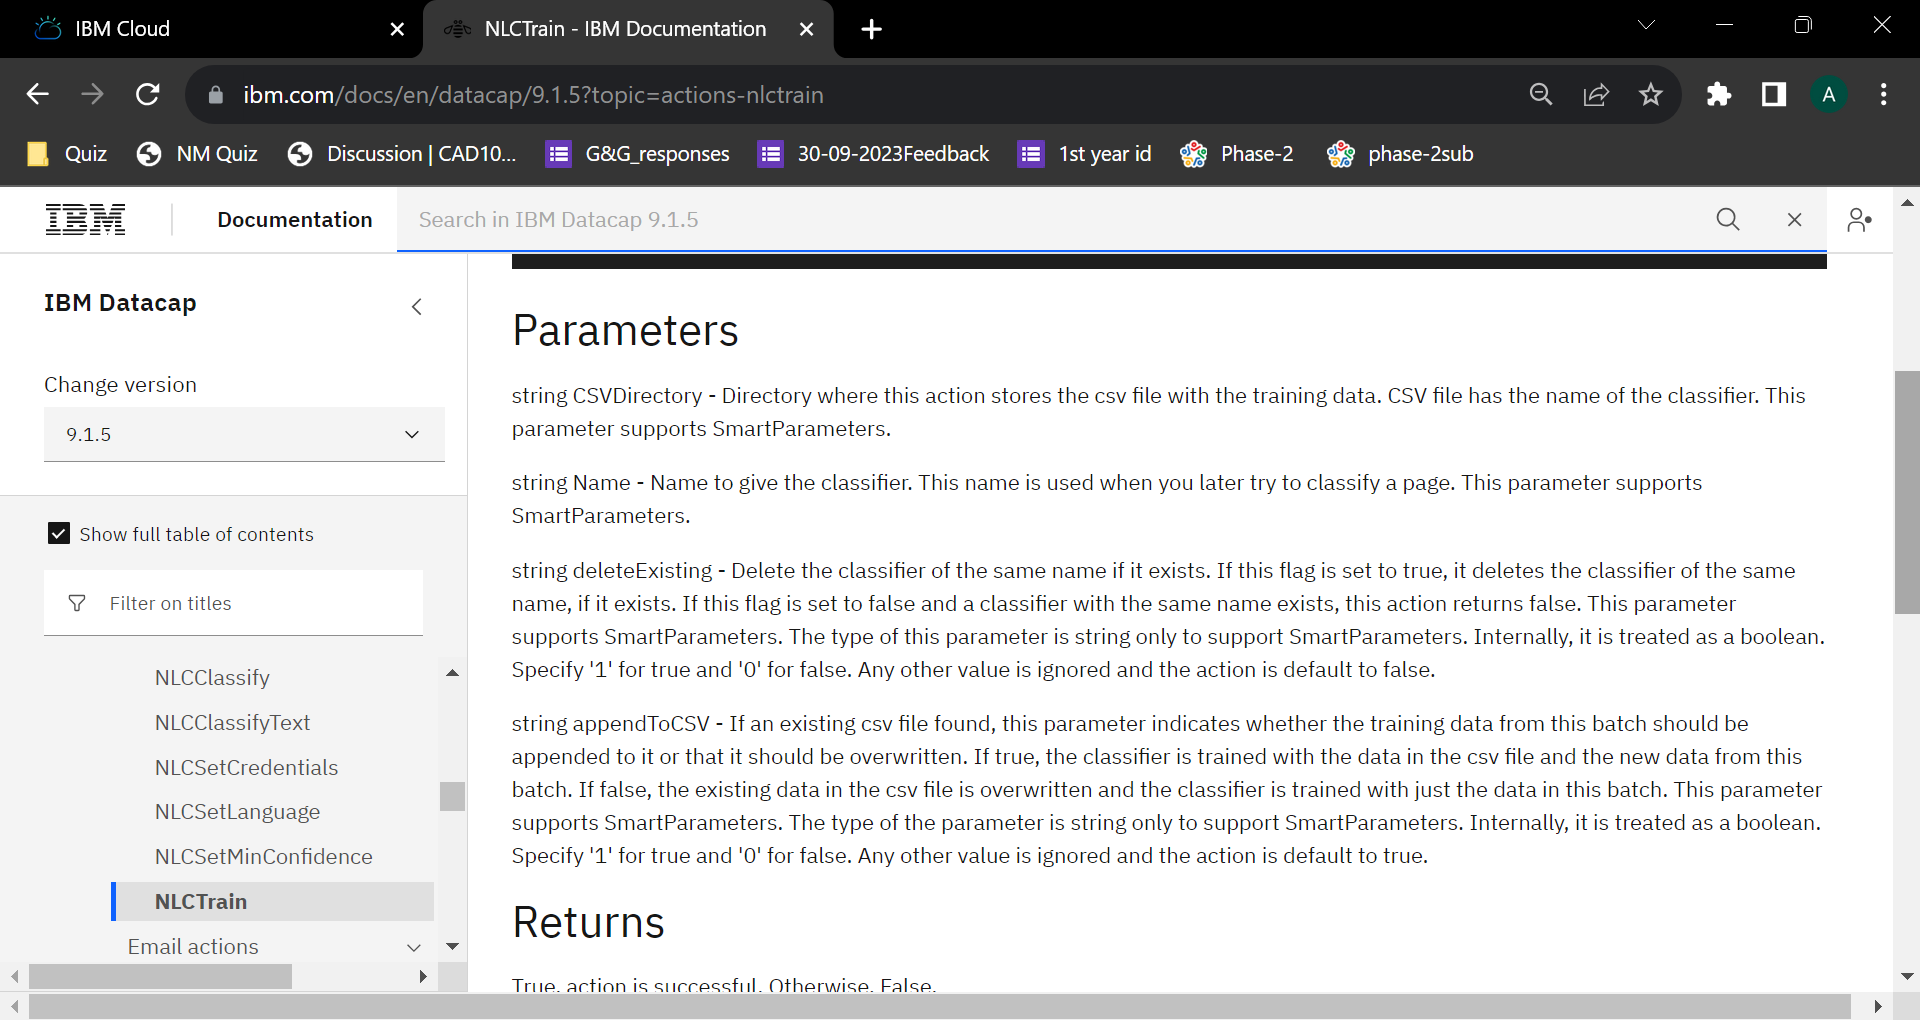 IBM Cloud
NLCTrain - IBM Documentation
ibm.com/docs/en/datacap/9.1.5?topic=actions-nlctrain
A
Quiz
NM Quiz
Discussion | CAD10...
G&G_responses
30-09-2023Feedback
1st year id
Phase-2
phase-2sub
IBM
Documentation
Search in IBM Datacap 9.1.5
IBM Datacap
Change version
9.1.5
Show full table of contents
Filter on titles
NLCClassify
NLCClassifyText
NLCSetCredentials
NLCSetLanguage
NLCSetMinConfidence
NLCTrain
Email actions
Parameters
string CSVDirectory - Directory where this action stores the csv file with the training data. CSV file has the name of the classifier. This
parameter supports SmartParameters.
string Name - Name to give the classifier. This name is used when you later try to classify a page. This parameter supports
SmartParameters.
string deleteExisting - Delete the classifier of the same name if it exists. If this flag is set to true, it deletes the classifier of the same
name, if it exists. If this flag is set to false and a classifier with the same name exists, this action returns false. This parameter
supports SmartParameters. The type of this parameter is string only to support SmartParameters. Internally, it is treated as a boolean.
Specify '1' for true and '0' for false. Any other value is ignored and the action is default to false.
string appendToCSV - If an existing csv file found, this parameter indicates whether the training data from this batch should be
appended to it or that it should be overwritten. If true, the classifier is trained with the data in the csv file and the new data from this
batch. If false, the existing data in the csv file is overwritten and the classifier is trained with just the data in this batch. This parameter
supports SmartParameters. The type of the parameter is string only to support SmartParameters. Internally, it is treated as a boolean.
Specify '1' for true and '0' for false. Any other value is ignored and the action is default to true.
Returns
True, action is successful. Otherwise, False.